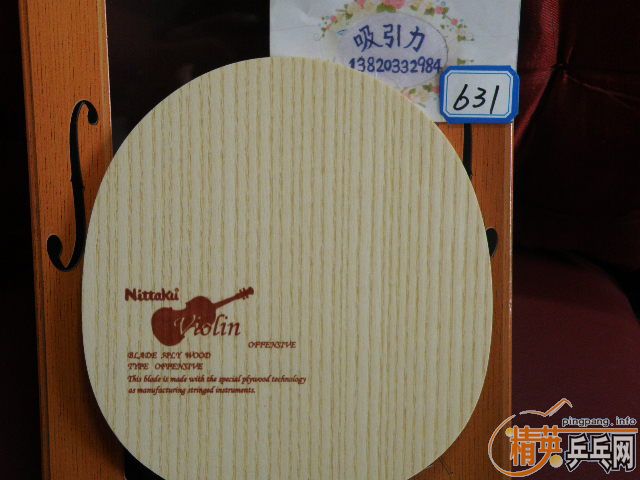 吸引力
13820332984
631
Nittaku
Violin
OFFENSIVE
BLADE 5PLY WOOD
TYPE OFFENSIVE
This blade is made with the special plywood technology
as manufacturing stringed instruments.
pingpang.info
精英乒乓网